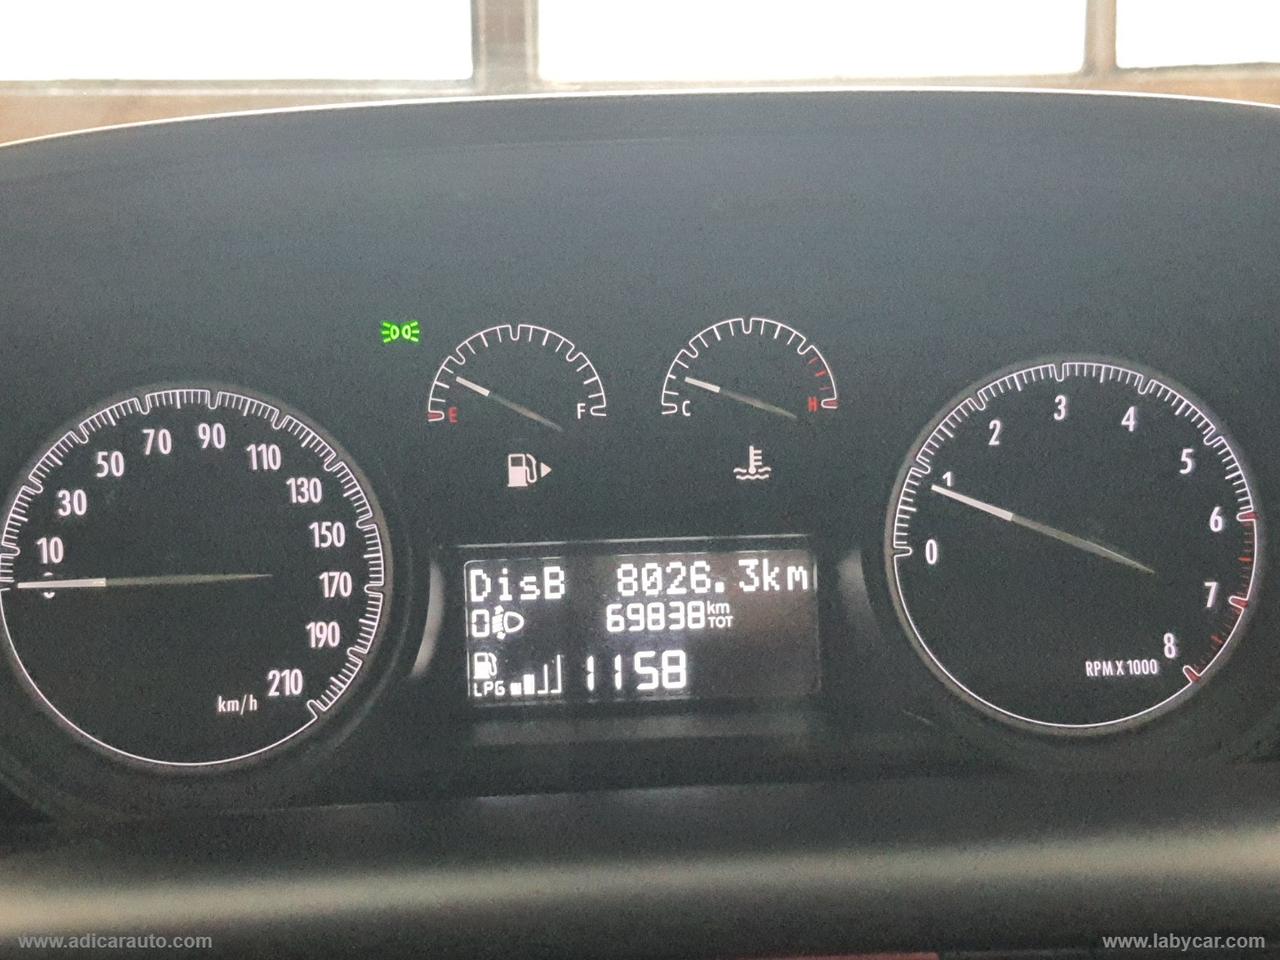 E F
C H
10 30 50 70 90 110 130 150 170 190 210
km/h
0 1 2 3 4 5 6 7 8
RPM X 1000
DisB 8026.3km
0 69838 km TOT
LPG 1158
www.adicarauto.com
www.labycar.com